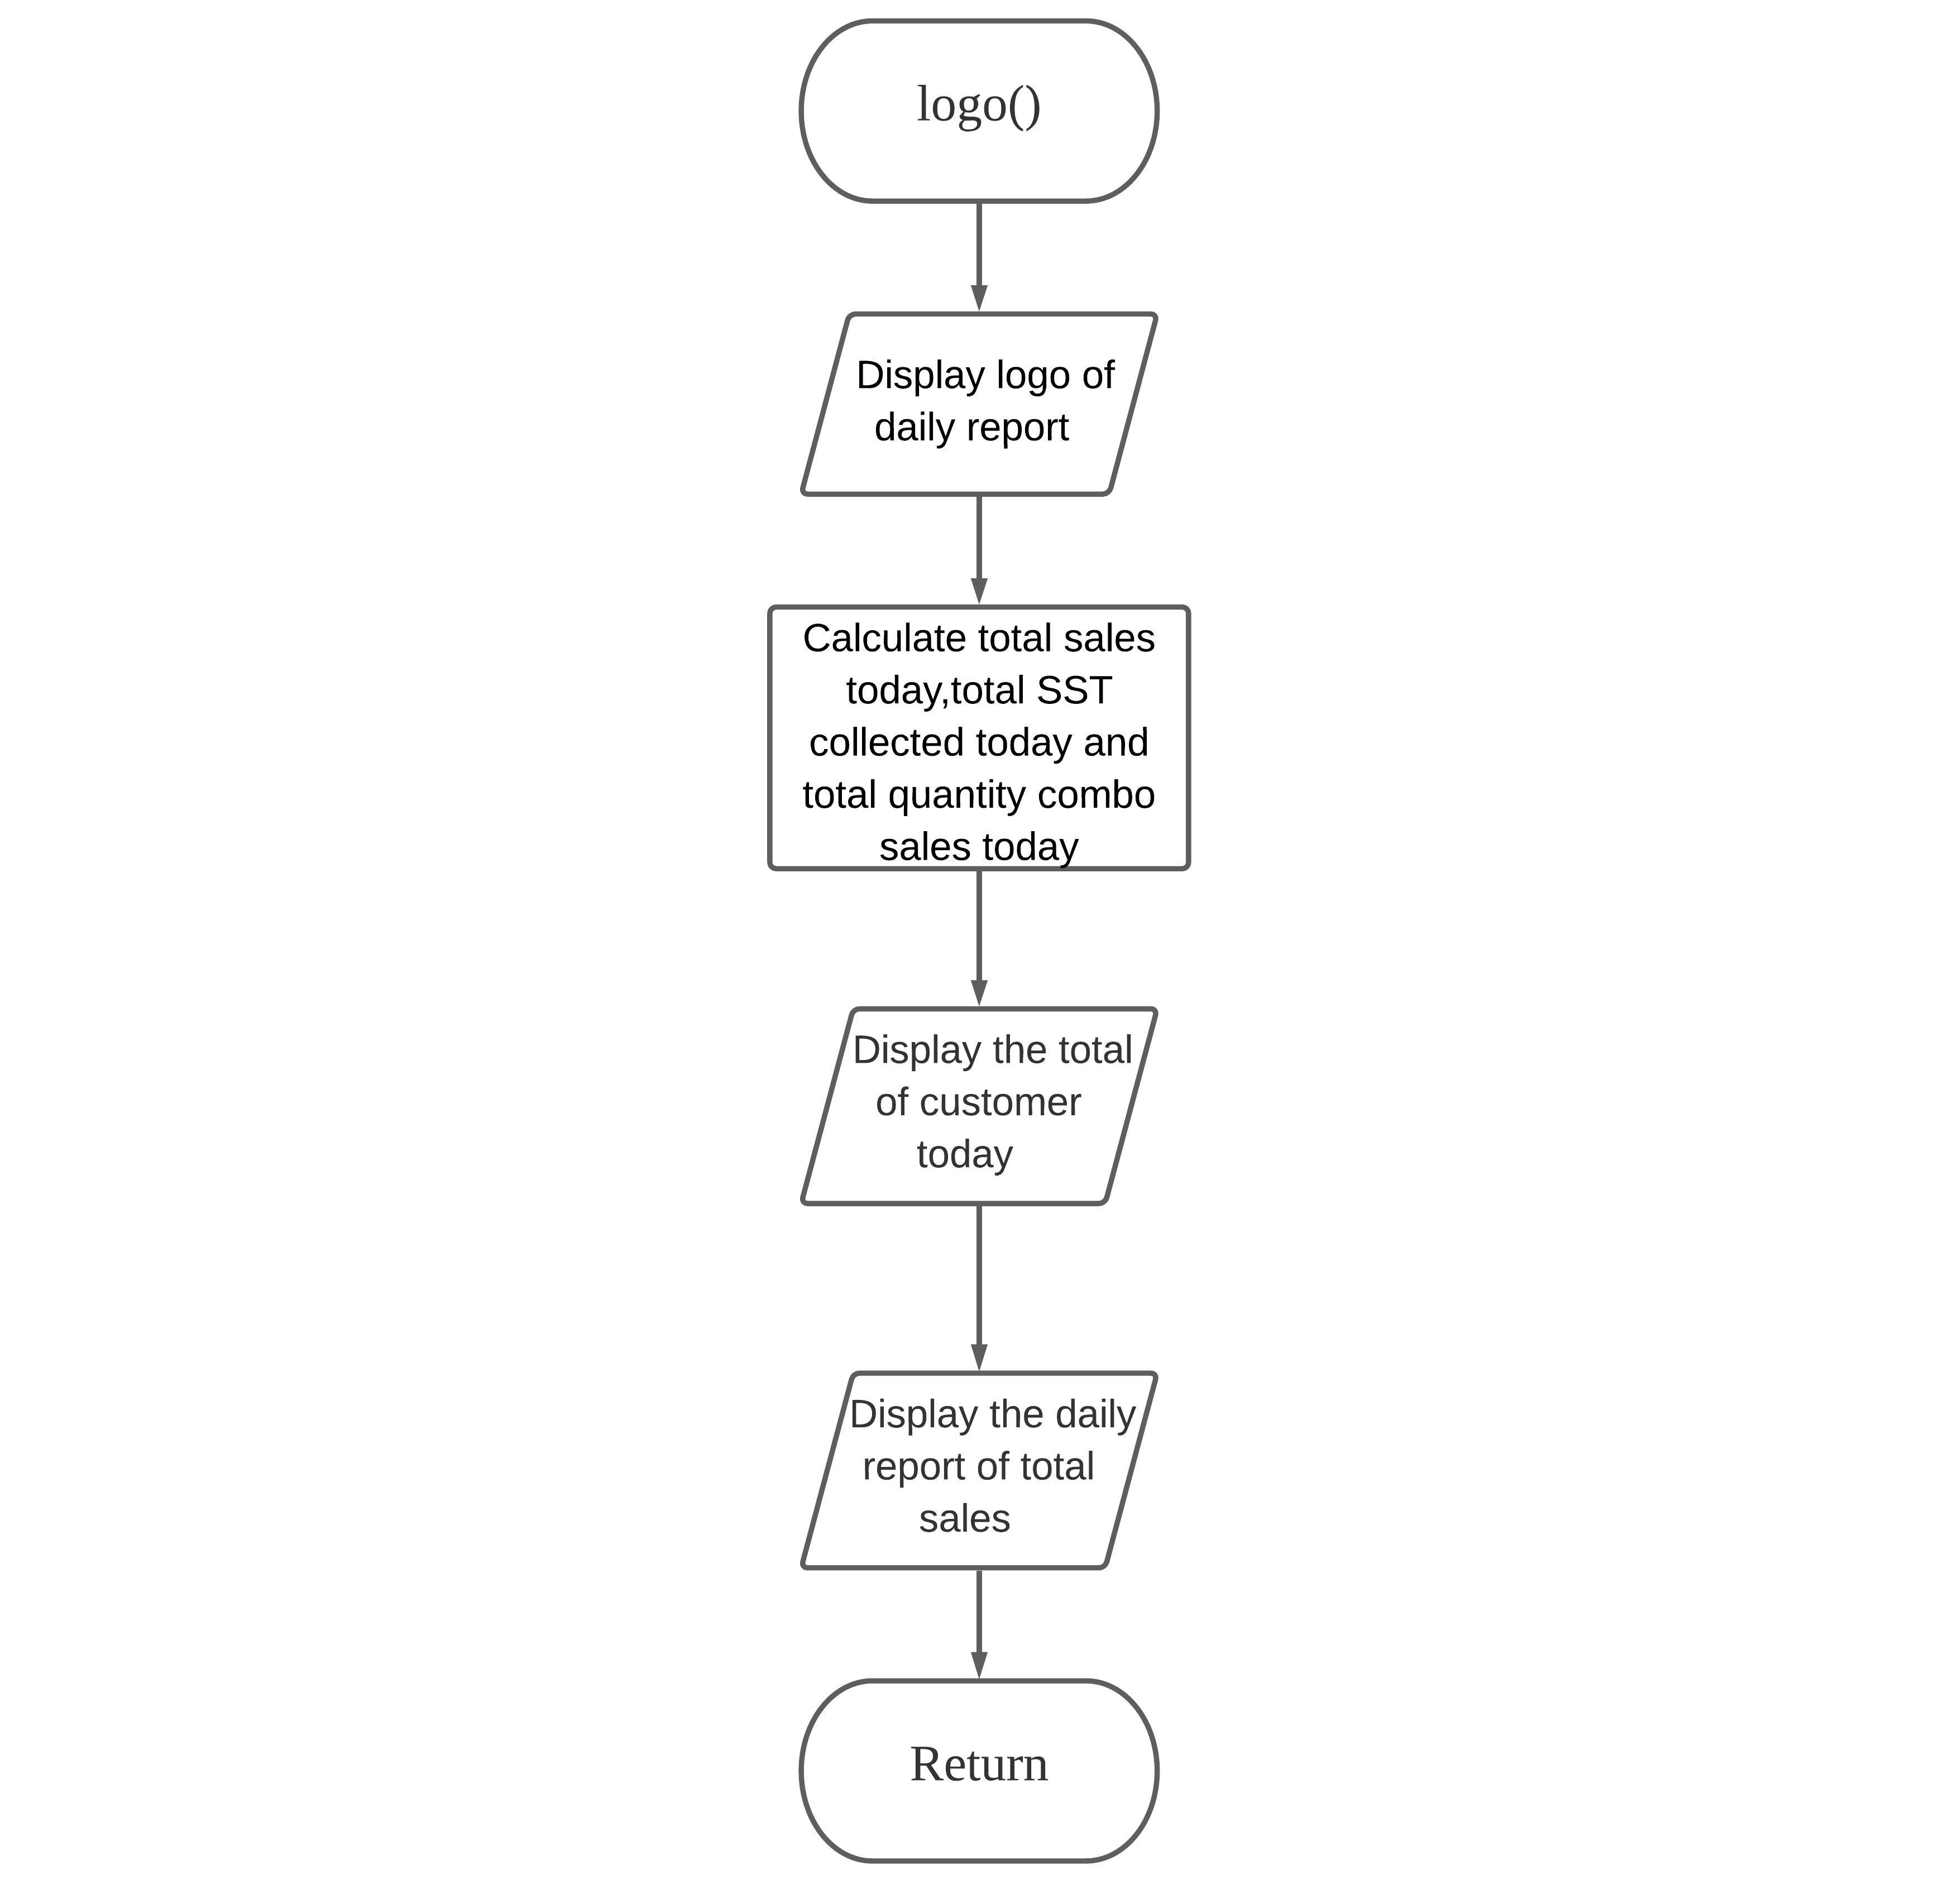 logo()
Display logo of
daily report
Calculate total sales
today,total SST
collected today and
total quantity combo
sales today
Display the total
of customer
today
Display the daily
report of total
sales
Return